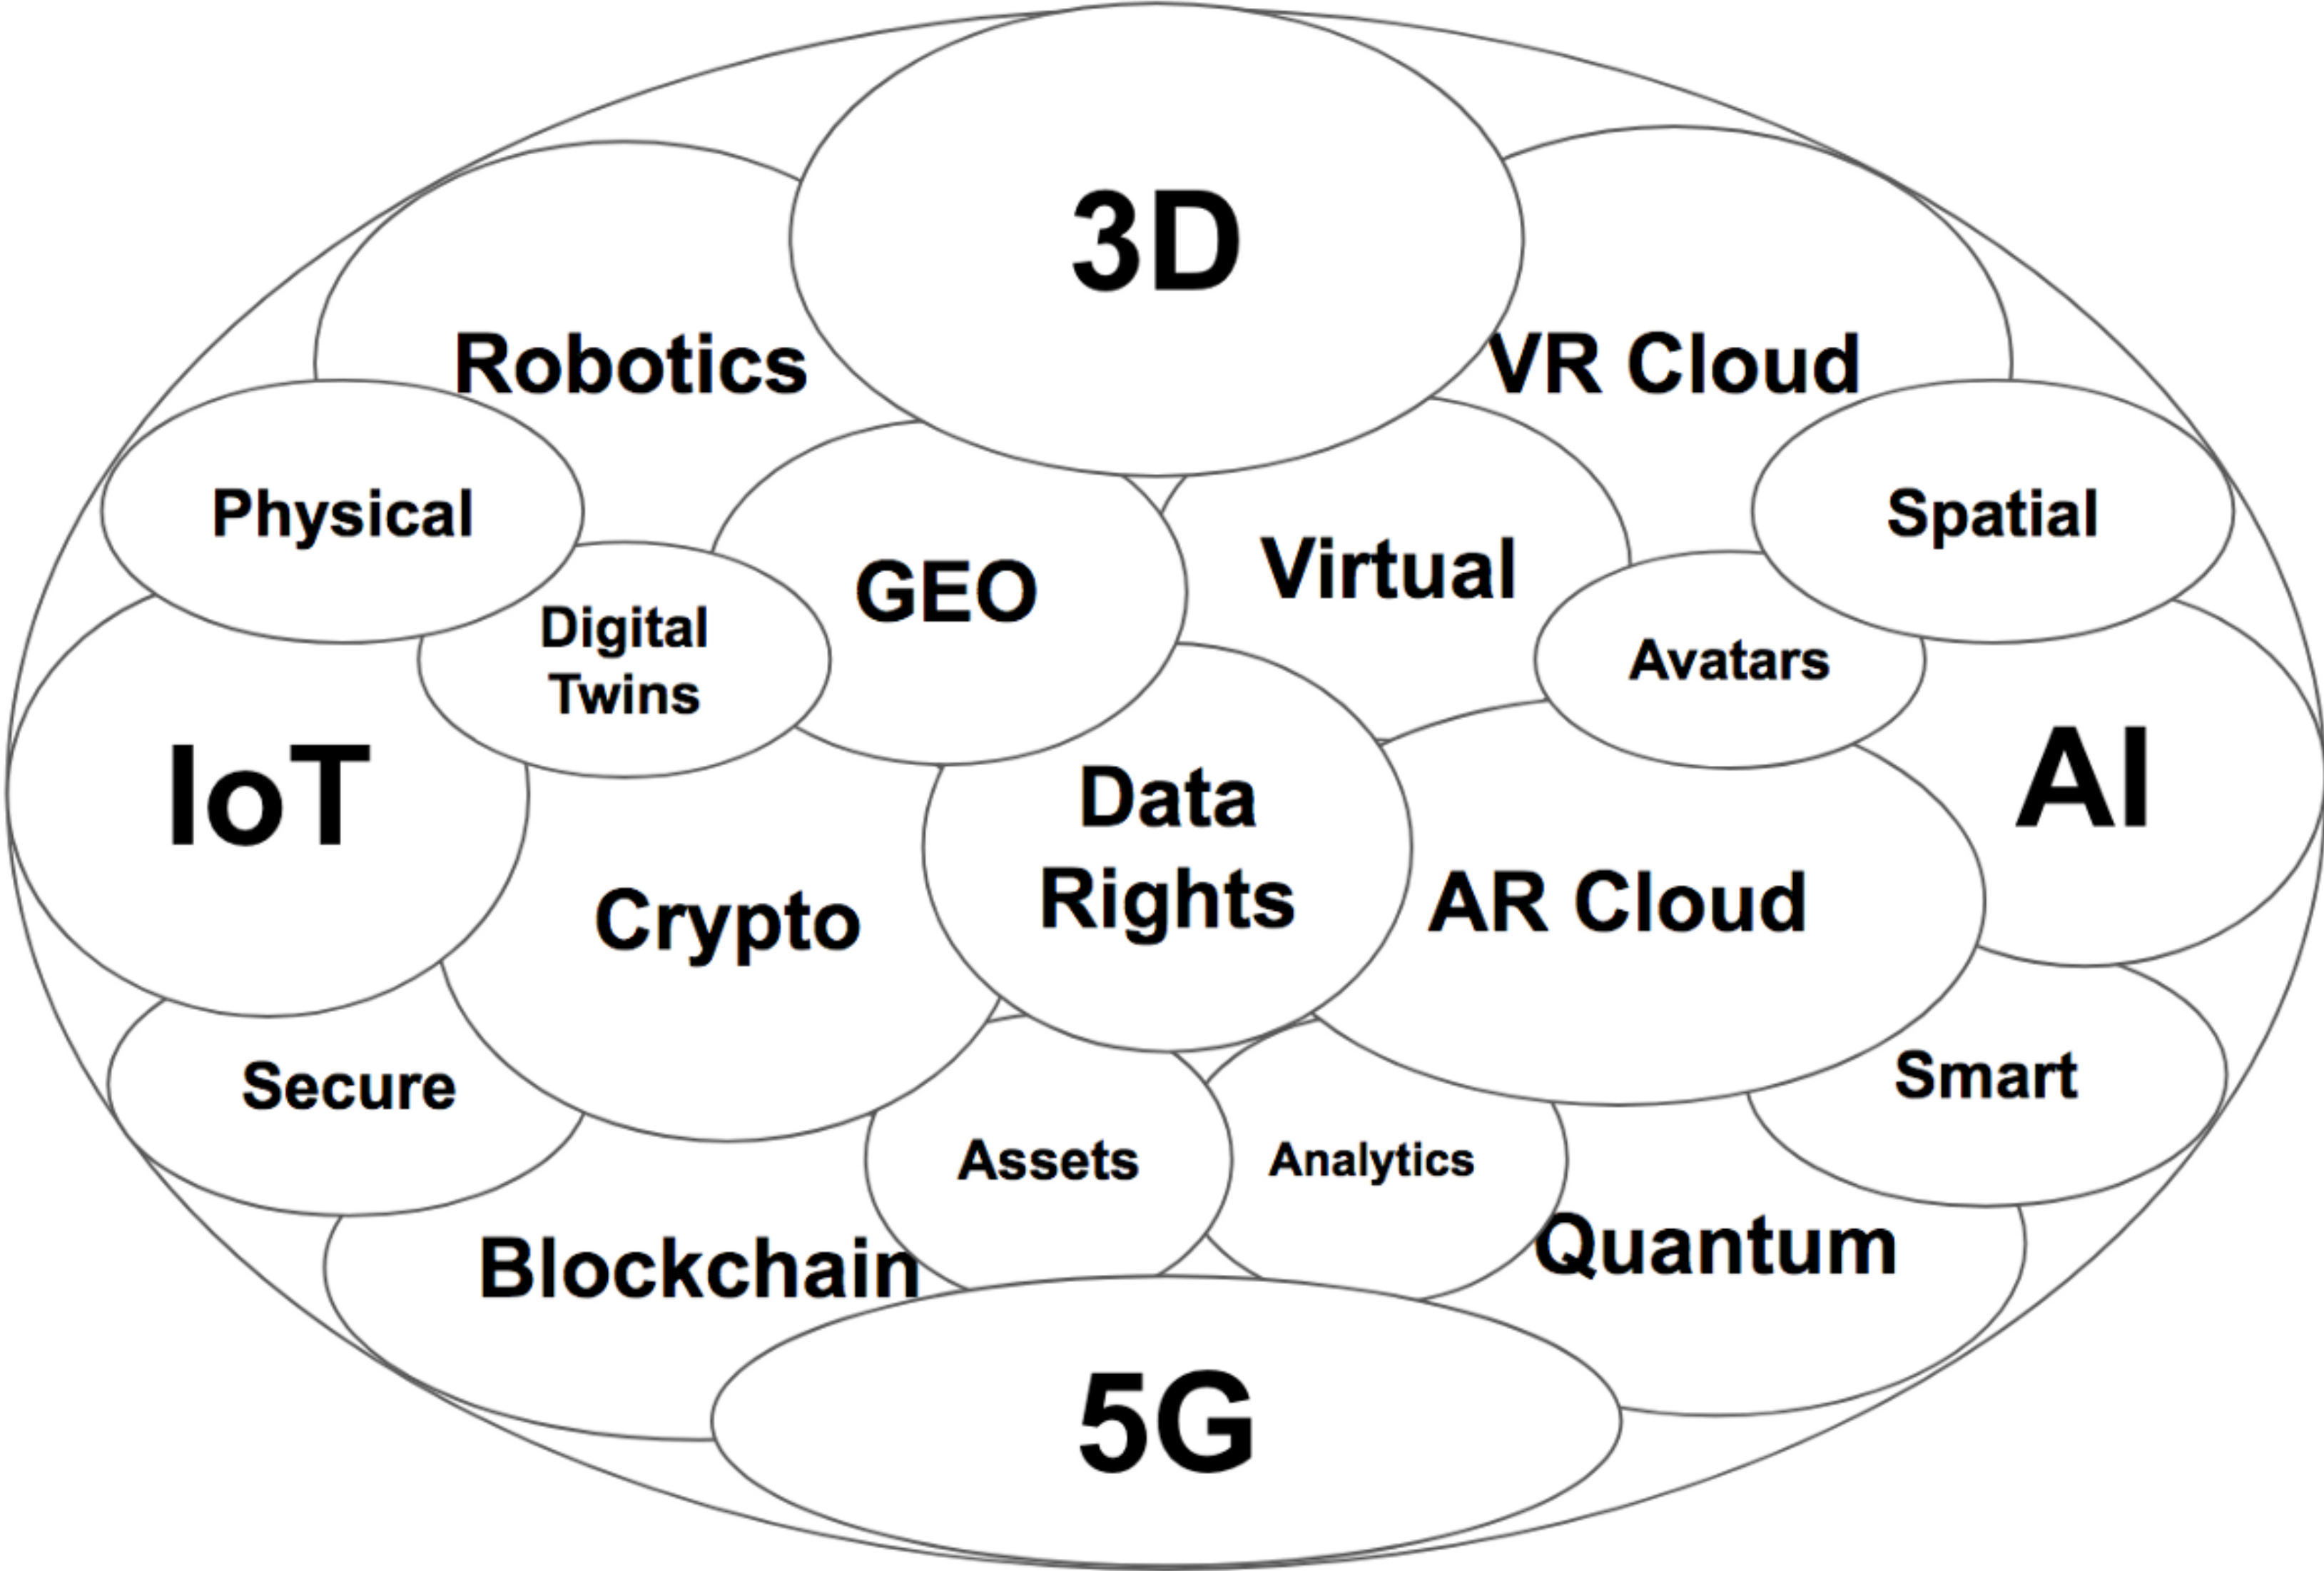 3D
Robotics
VR Cloud
Physical
Spatial
GEO
Virtual
Digital
Twins
Avatars
IoT
AI
Data
Rights
Crypto
AR Cloud
Secure
Smart
Assets
Analytics
Blockchain
Quantum
5G